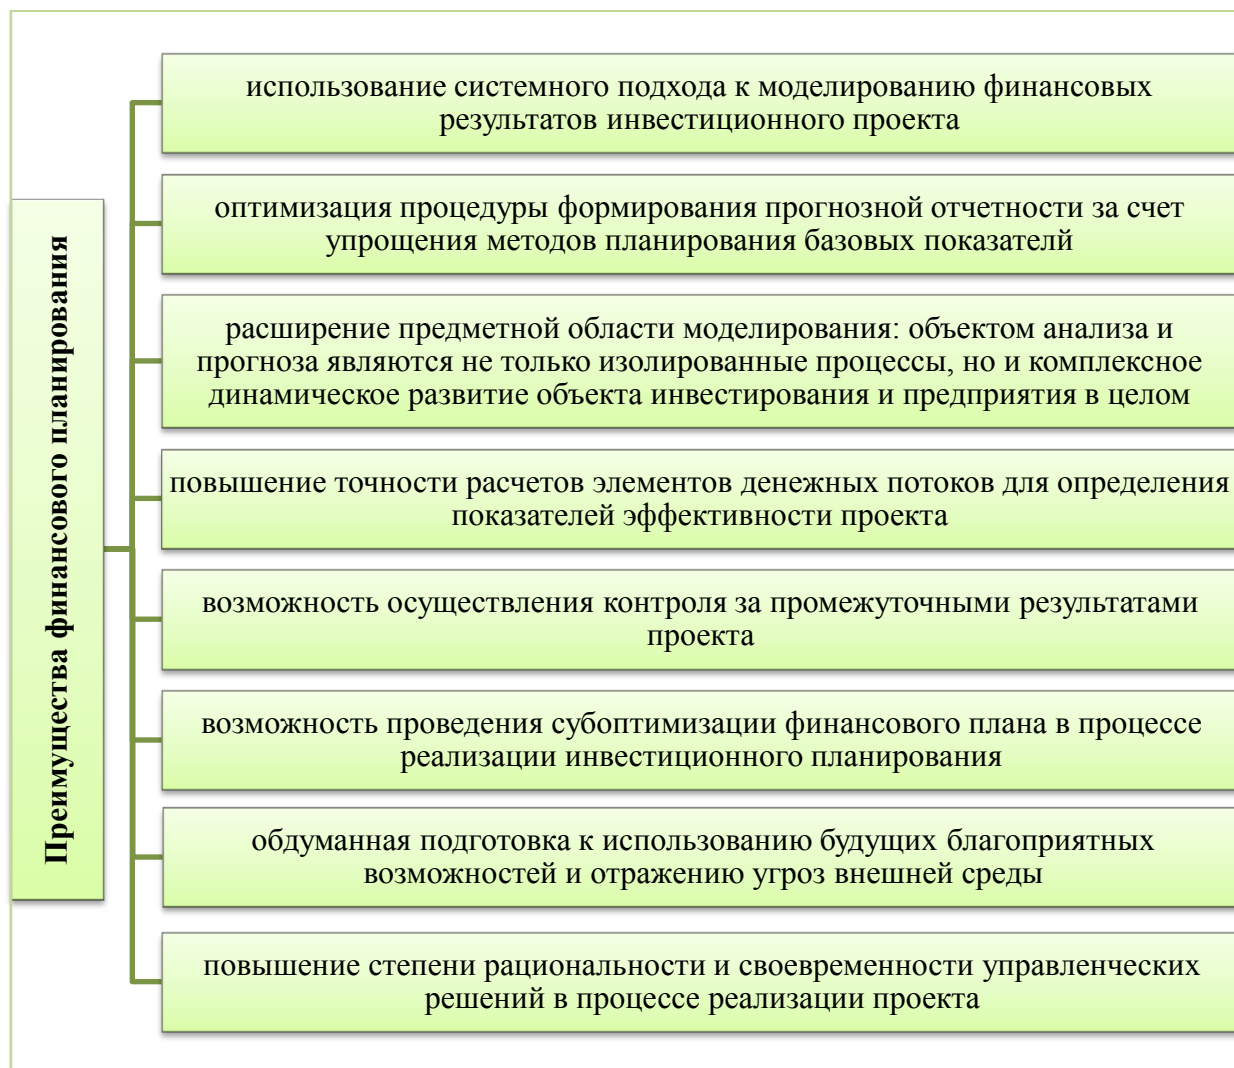 Преимущества финансового планирования
использование системного подхода к моделированию финансовых
результатов инвестиционного проекта
оптимизация процедуры формирования прогнозной отчетности за счет
упрощения методов планирования базовых показателй
расширение предметной области моделирования: объектом анализа и
прогноза являются не только изолированные процессы, но и комплексное
динамическое развитие объекта инвестирования и предприятия в целом
повышение точности расчетов элементов денежных потоков для определения
показателей эффективности проекта
возможность осуществления контроля за промежуточными результатами
проекта
возможность проведения субоптимизации финансового плана в процессе
реализации инвестиционного планирования
обдуманная подготовка к использованию будущих благоприятных
возможностей и отражению угроз внешней среды
повышение степени рациональности и своевременности управленческих
решений в процессе реализации проекта